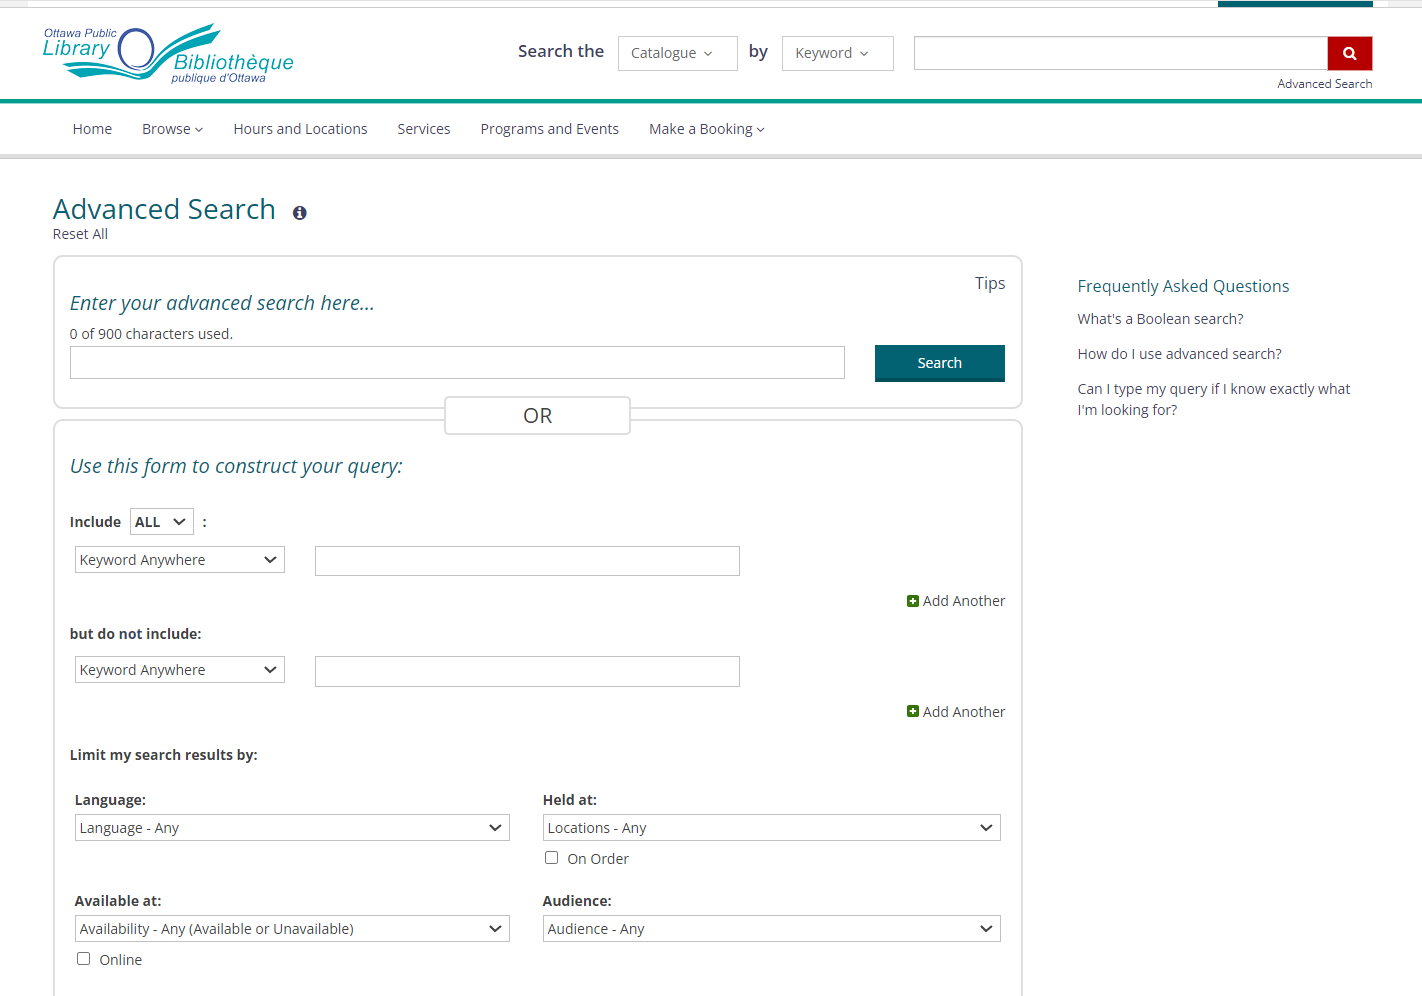 Ottawa Public
Library
Bibliothèque
publique d'Ottawa
Search the Catalogue by Keyword
Advanced Search
Home Browse Hours and Locations Services Programs and Events Make a Booking
Advanced Search
Reset All
Tips
Enter your advanced search here...
0 of 900 characters used.
Search
OR
Use this form to construct your query:
Include ALL :
Keyword Anywhere
Add Another
but do not include:
Keyword Anywhere
Add Another
Limit my search results by:
Language: Held at:
Language - Any Locations - Any
On Order
Available at: Audience:
Availability - Any (Available or Unavailable) Audience - Any
Online
Frequently Asked Questions
What's a Boolean search?
How do I use advanced search?
Can I type my query if I know exactly what
I'm looking for?